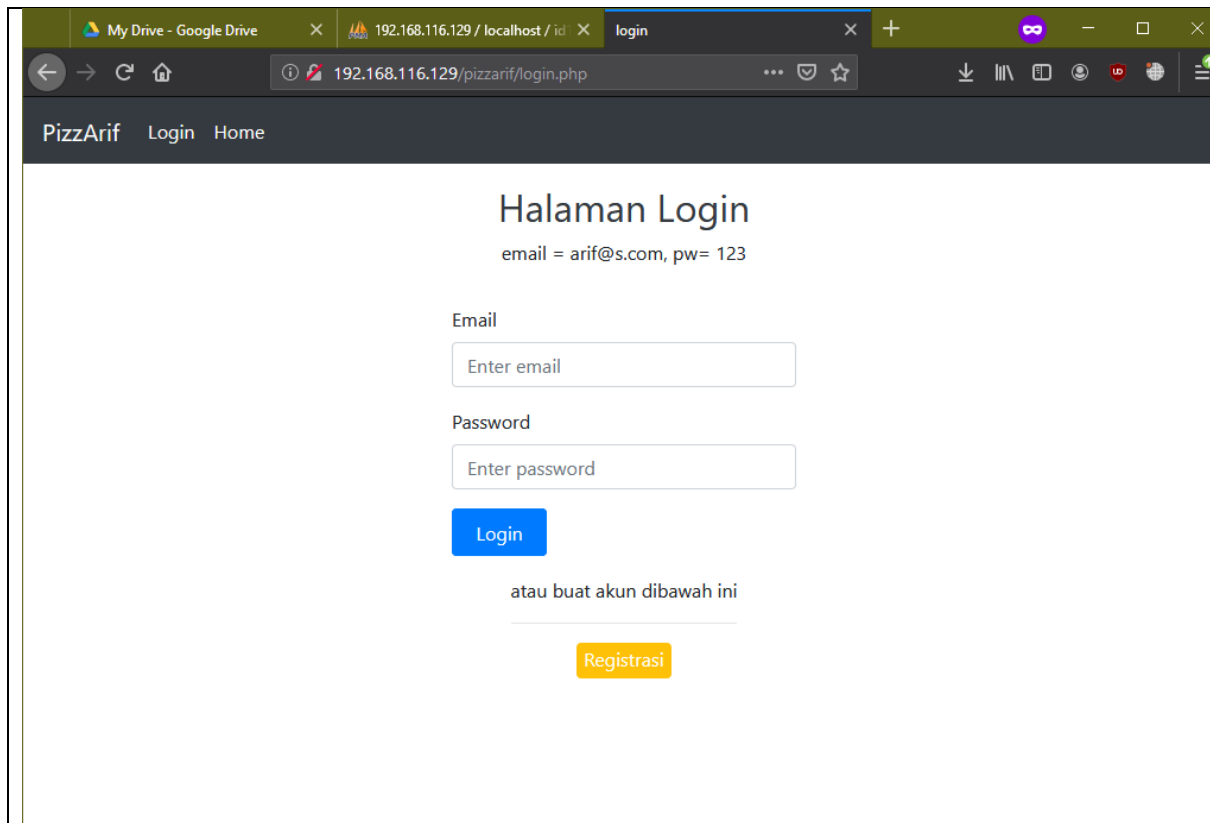 My Drive - Google Drive
192.168.116.129 / localhost / id
login
192.168.116.129/pizzarif/login.php
PizzArif Login Home
Halaman Login
email = arif@s.com, pw= 123
Email
Enter email
Password
Enter password
Login
atau buat akun dibawah ini
Registrasi